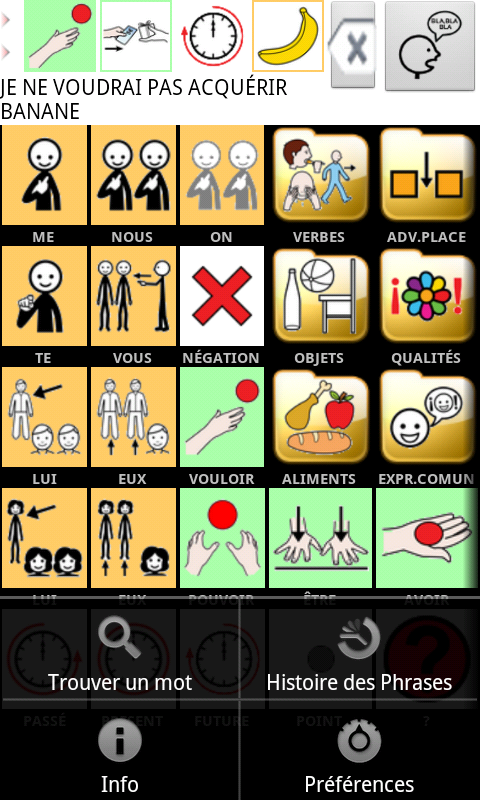 BLA,BLA
BLA
JE NE VOUDRAI PAS ACQUÉRIR
BANANE
ME NOUS ON VERBES ADV.PLACE
TE VOUS NÉGATION OBJETS QUALITÉS
LUI EUX VOULOIR ALIMENTS EXPR.COMUN
LUI EUX POUVOIR ÊTRE AVOIR
Trouver un mot Histoire des Phrases
PASSÉ PRESENT FUTURE POINT ?
Info Préférences